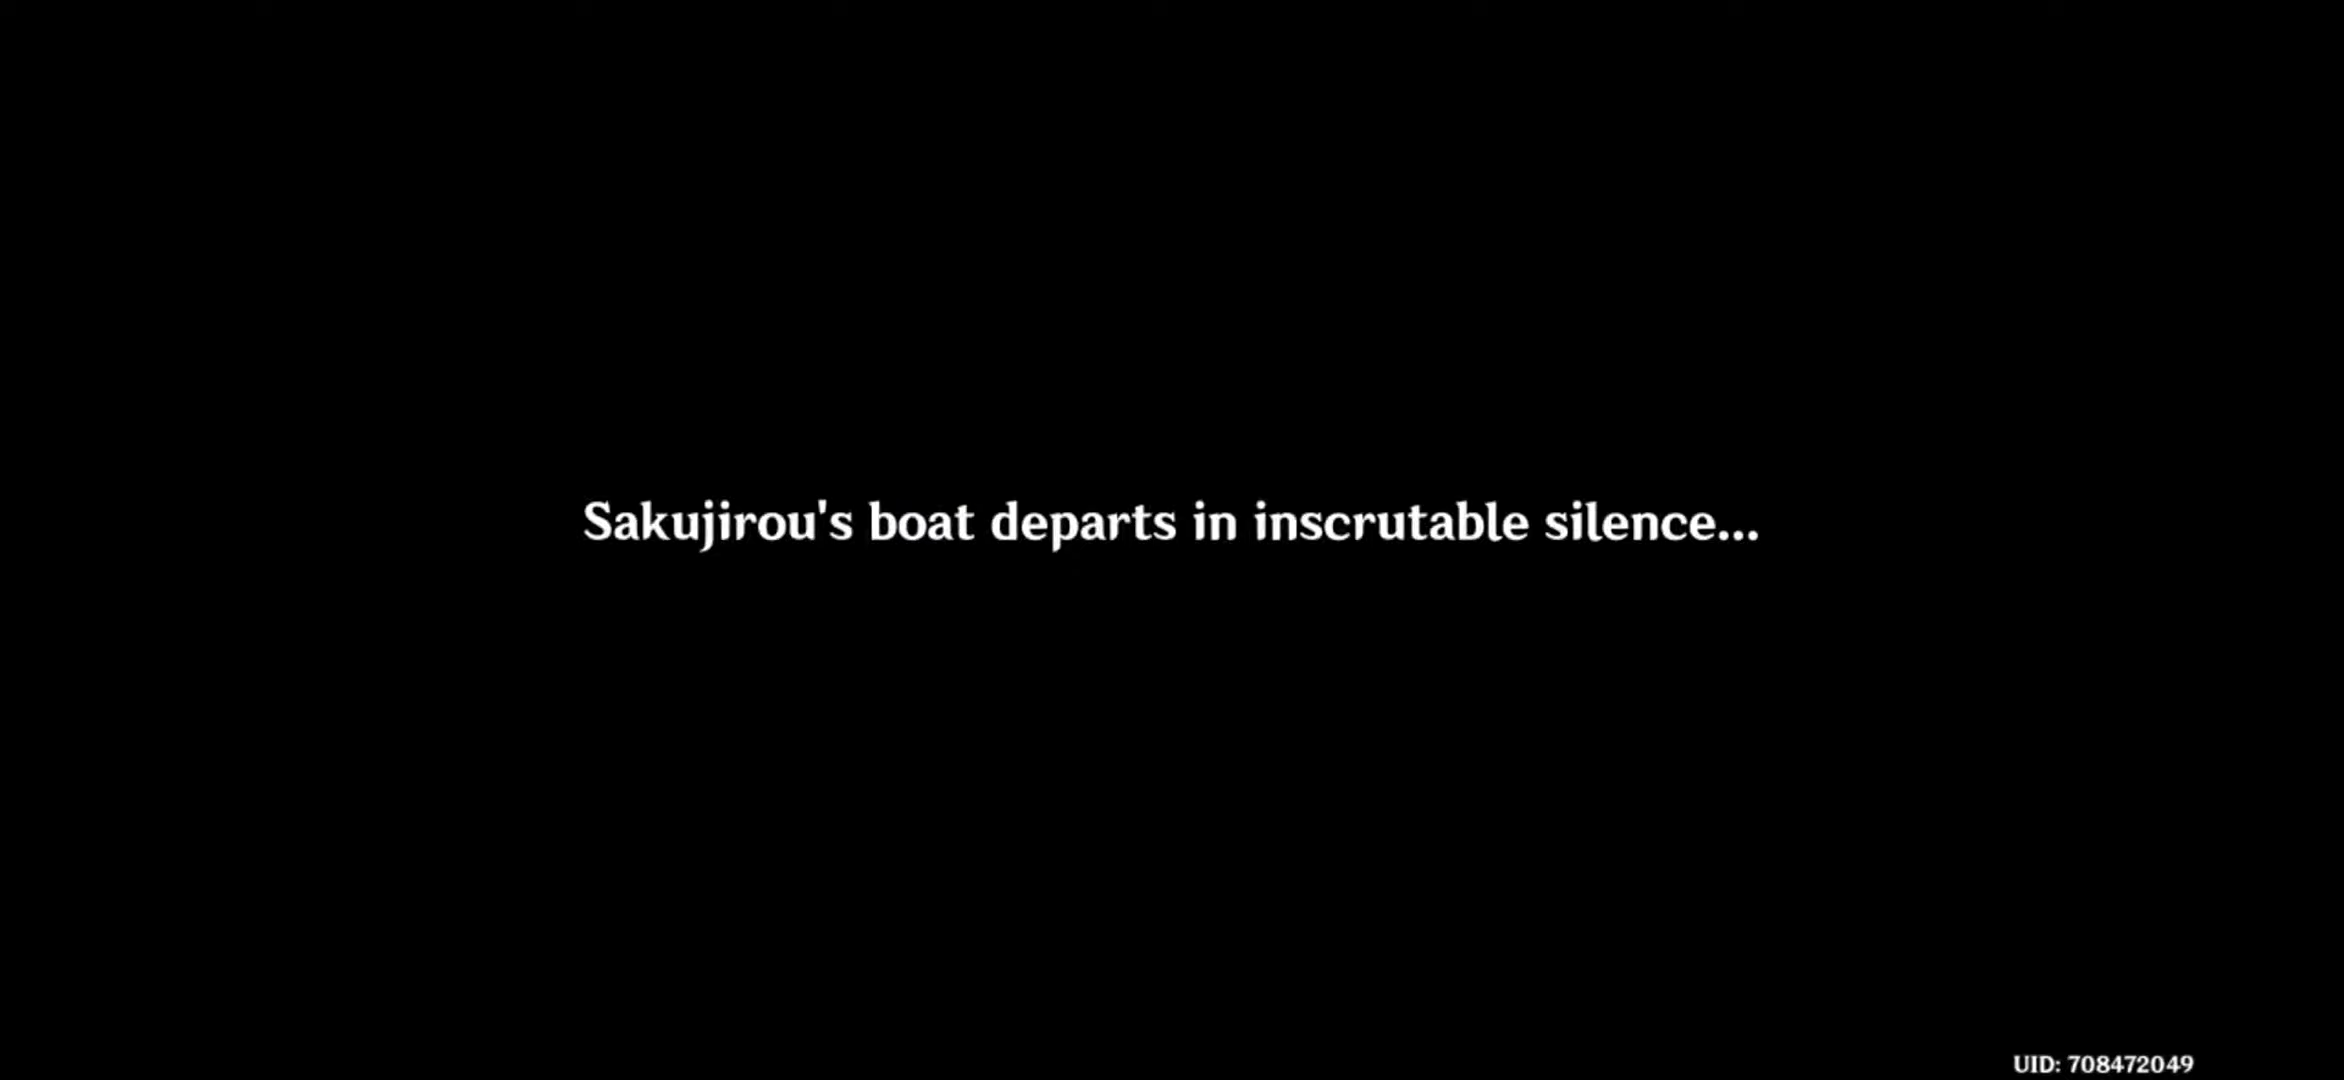 Sakujirou's boat departs in inscrutable silence...
UID: 708472049